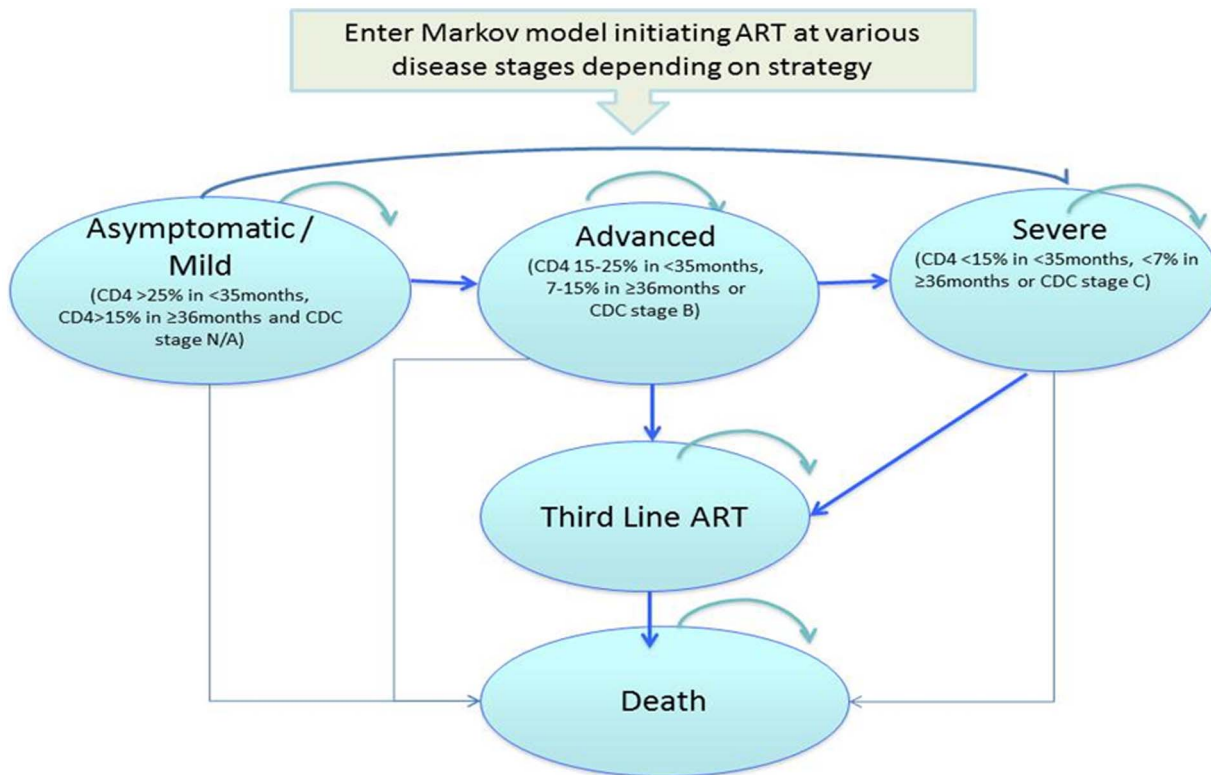 Enter Markov model initiating ART at various
disease stages depending on strategy
Asymptomatic /
Mild
(CD4 >25% in <35months,
CD4>15% in ≥36months and CDC
stage N/A)
Advanced
(CD4 15-25% in <35months,
7-15% in ≥36months or
CDC stage B)
Severe
(CD4 <15% in <35months, <7% in
≥36months or CDC stage C)
Third Line ART
Death